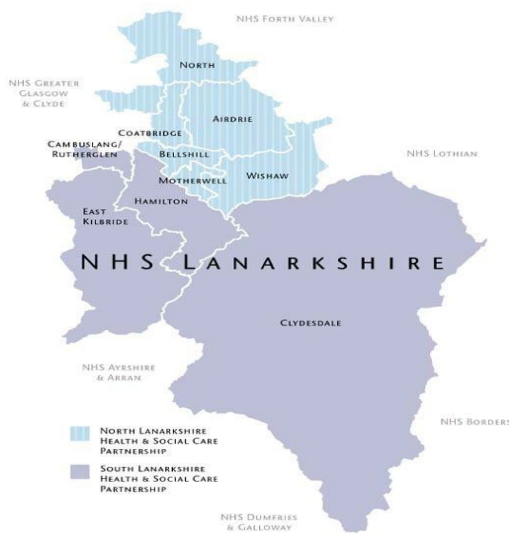 NHS FORTH VALLEY
NORTH
NHS GREATER
GLASGOW
& CLYDE
AIRDRIE
COATBRIDGE
CAMBUSLANG/
RUTHERGLEN
BELLSHILL
NHS LOTHIAN
MOTHERWELL
WISHAW
HAMILTON
EAST
KILBRIDE
NHS LANARKSHIRE
CLYDESDALE
NHS AYRSHIRE
& ARRAN
NHS BORDERS
NORTH LANARKSHIRE
HEALTH & SOCIAL CARE
PARTNERSHIP
SOUTH LANARKSHIRE
HEALTH & SOCIAL CARE
PARTNERSHIP
NHS DUMFRIES
& GALLOWAY